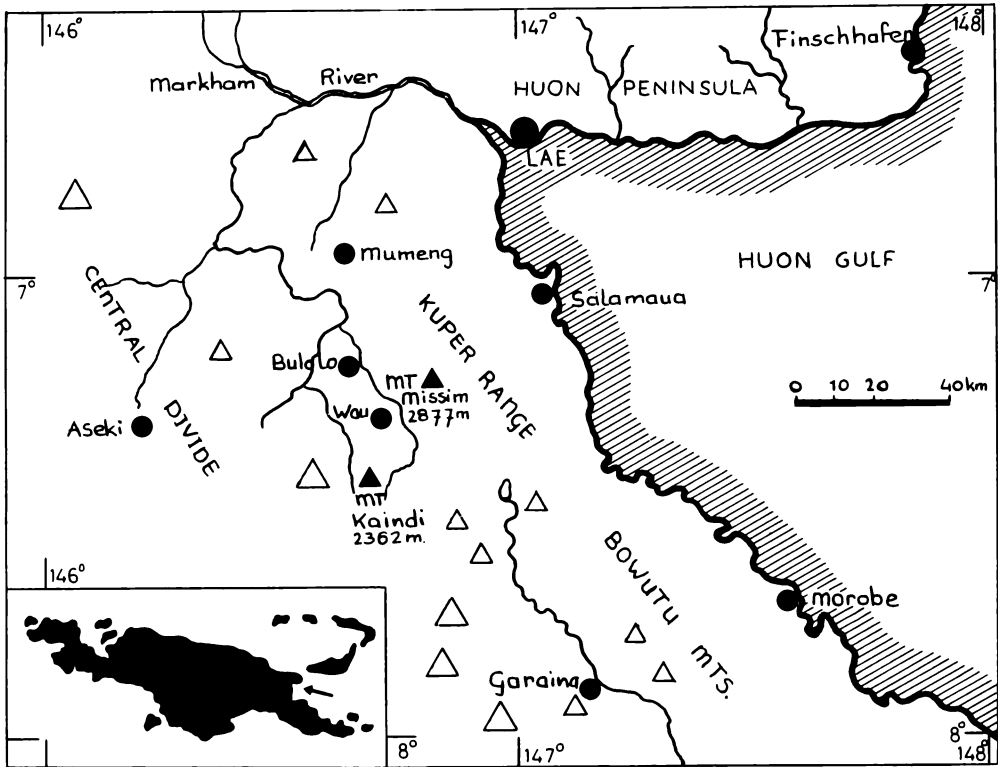 146°
147°
148°
Finschhafen
Markham River
HUON PENINSULA
LAE
Mumeng
HUON GULF
7°
7°
CENTRAL DIVIDE
Salamaua
KUPER RANGE
Bulolo
MT
Missim
2877m
0 10 20 40km
Wau
Aseki
MT
Kaindi
2362m.
BOWUTU MTS.
146°
Morobe
Garaina
8°
147°
8°
148°